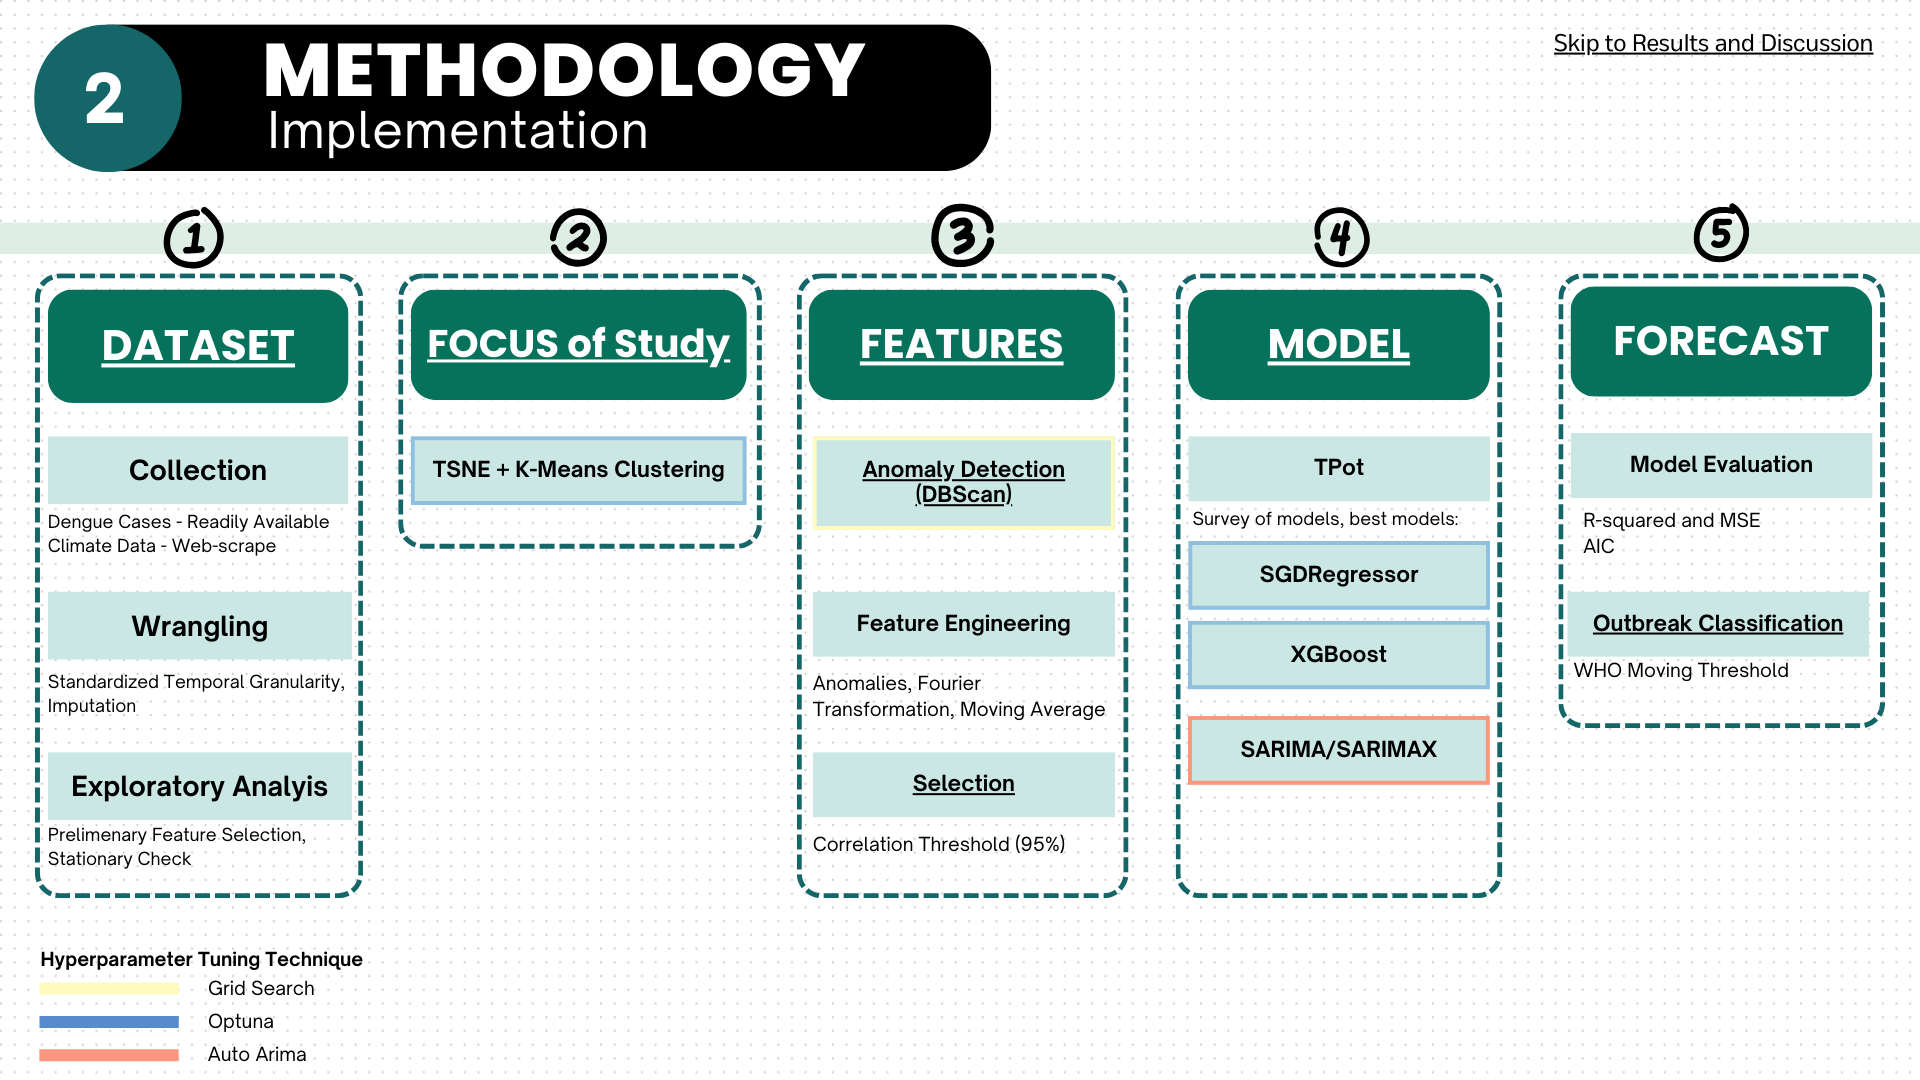 2
METHODOLOGY
Implementation
Skip to Results and Discussion
1
2
3
4
5
DATASET
Collection
Dengue Cases - Readily Available
Climate Data - Web-scrape
Wrangling
Standardized Temporal Granularity,
Imputation
Exploratory Analyis
Prelimenary Feature Selection,
Stationary Check
FOCUS of Study
TSNE + K-Means Clustering
FEATURES
Anomaly Detection
(DBScan)
Feature Engineering
Anomalies, Fourier
Transformation, Moving Average
Selection
Correlation Threshold (95%)
MODEL
TPot
Survey of models, best models:
SGDRegressor
XGBoost
SARIMA/SARIMAX
FORECAST
Model Evaluation
R-squared and MSE
AIC
Outbreak Classification
WHO Moving Threshold
Hyperparameter Tuning Technique
Grid Search
Optuna
Auto Arima